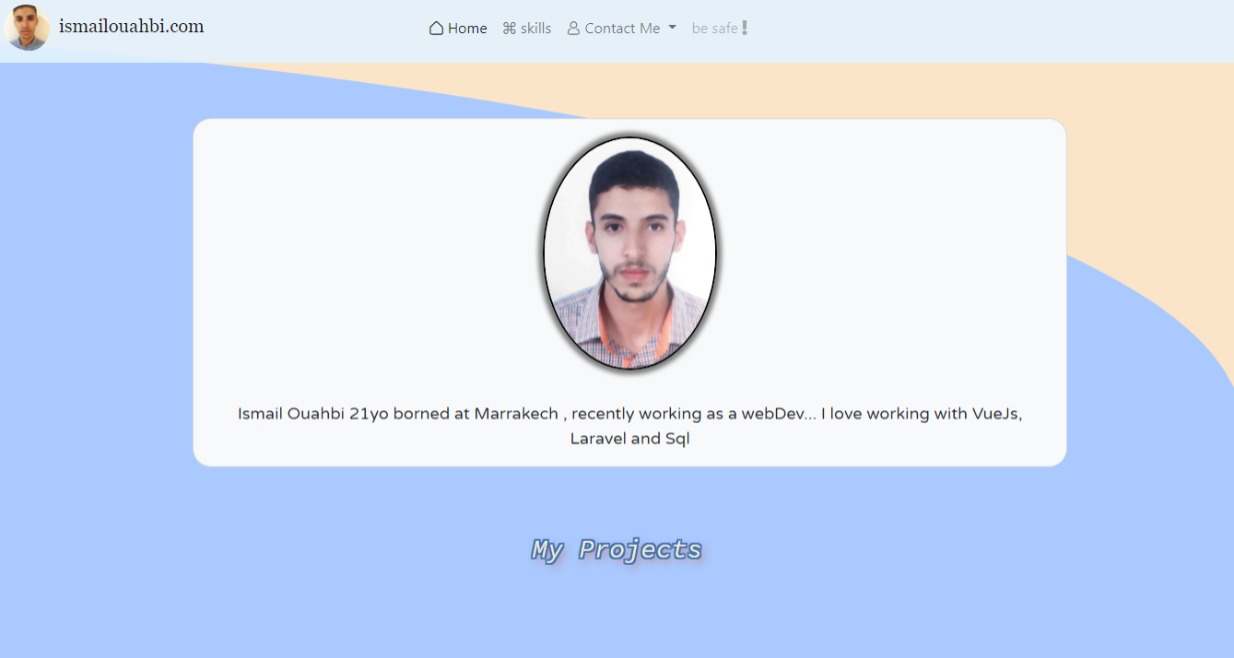 ismailouahbi.com
Home skills Contact Me be safe❗
Ismail Ouahbi 21yo borned at Marrakech , recently working as a webDev... I love working with VueJs,
Laravel and Sql
My Projects